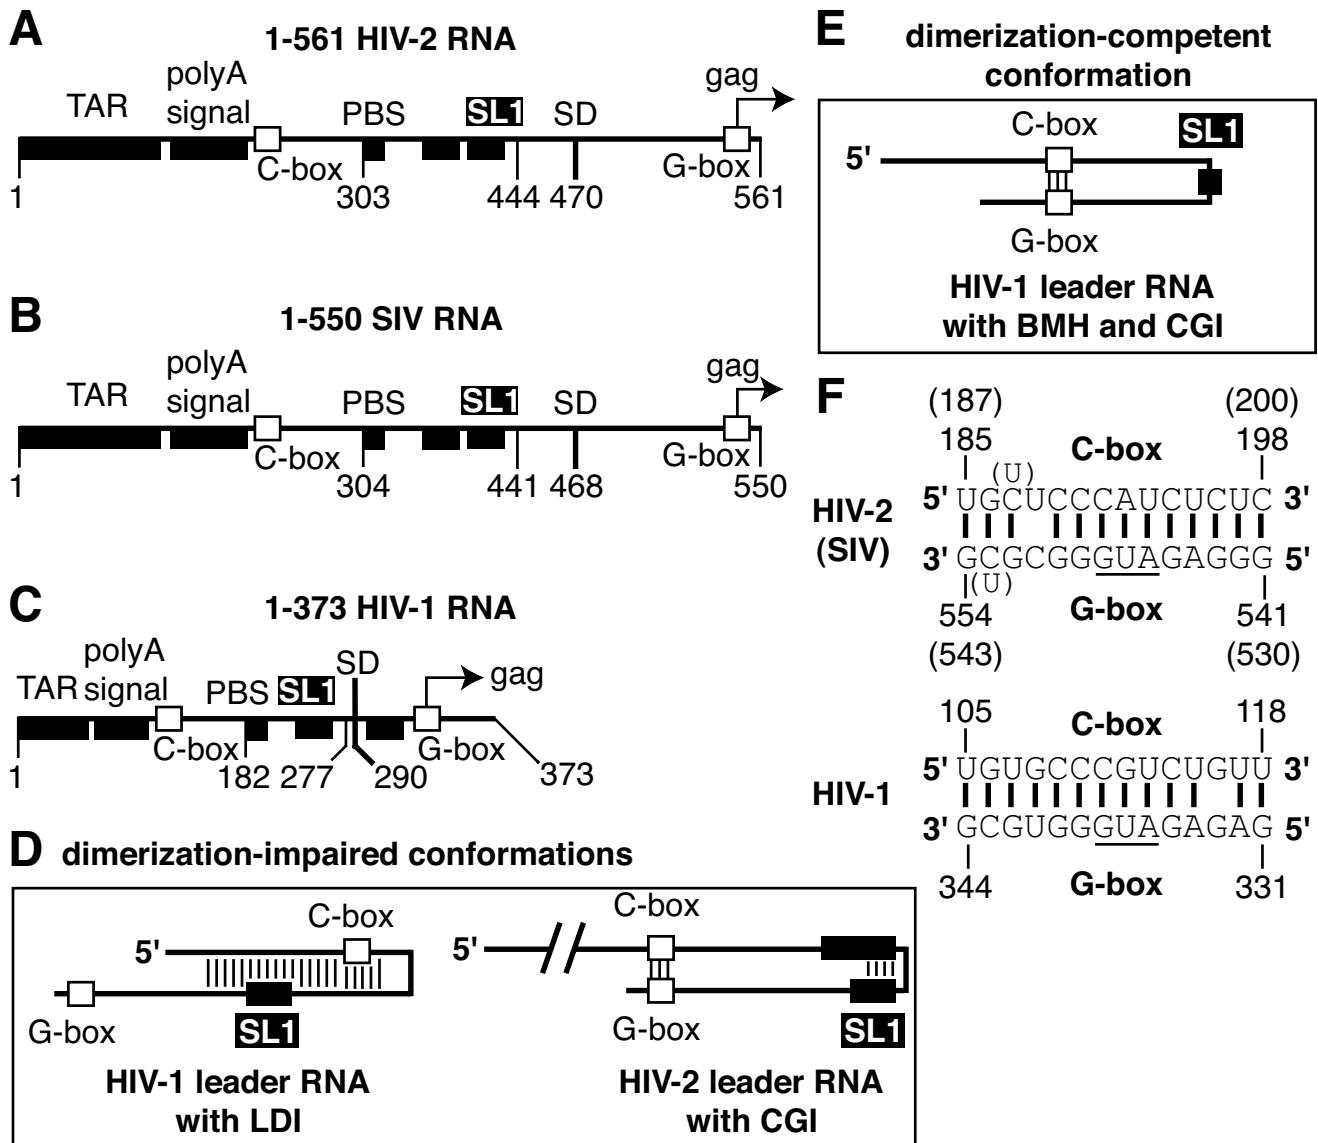 A
1-561 HIV-2 RNA
TAR
polyA
signal
C-box
PBS
SL1
SD
gag
G-box
1
303
444
470
561
B
1-550 SIV RNA
TAR
polyA
signal
C-box
PBS
SL1
SD
gag
G-box
1
304
441
468
550
C
1-373 HIV-1 RNA
TAR
polyA
signal
C-box
PBS
SL1
SD
gag
G-box
1
182
277
290
373
D dimerization-impaired conformations
5'
C-box
G-box
SL1
HIV-1 leader RNA
with LDI
5'
C-box
G-box
SL1
HIV-2 leader RNA
with CGI
E
dimerization-competent
conformation
C-box
SL1
5'
G-box
HIV-1 leader RNA
with BMH and CGI
F
(187) (200)
185 C-box 198
(U)
5' UGCUCCCAUCUCUC 3'
HIV-2
(SIV)
3' GCGCGGGUAGAGGG 5'
(U)
554 G-box 541
(543) (530)
105 C-box 118
5' UGUGCCCGUCUGUU 3'
HIV-1
3' GCGUGGGUAGAGAG 5'
344 G-box 331